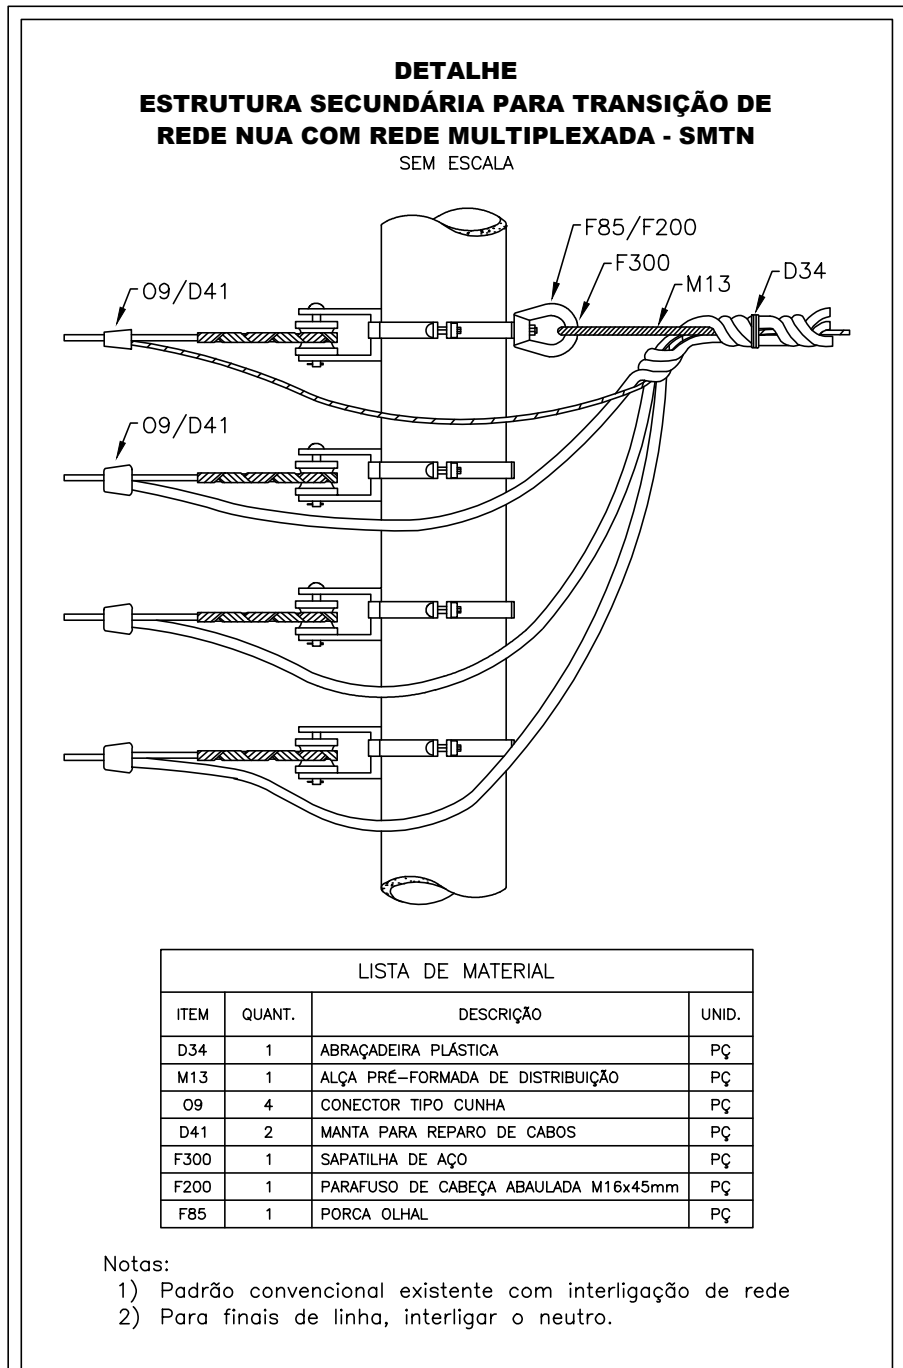 DETALHE
ESTRUTURA SECUNDÁRIA PARA TRANSIÇÃO DE
REDE NUA COM REDE MULTIPLEXADA - SMTN
SEM ESCALA
F85/F200
F300
M13
D34
O9/D41
O9/D41
LISTA DE MATERIAL
ITEM QUANT. DESCRIÇÃO UNID.
D34 1 ABRAÇADEIRA PLÁSTICA PÇ
M13 1 ALÇA PRÉ-FORMADA DE DISTRIBUIÇÃO PÇ
O9 4 CONECTOR TIPO CUNHA PÇ
D41 2 MANTA PARA REPARO DE CABOS PÇ
F300 1 SAPATILHA DE AÇO PÇ
F200 1 PARAFUSO DE CABEÇA ABAULADA M16x45mm PÇ
F85 1 PORCA OLHAL PÇ
Notas:
1) Padrão convencional existente com interligação de rede
2) Para finais de linha, interligar o neutro.